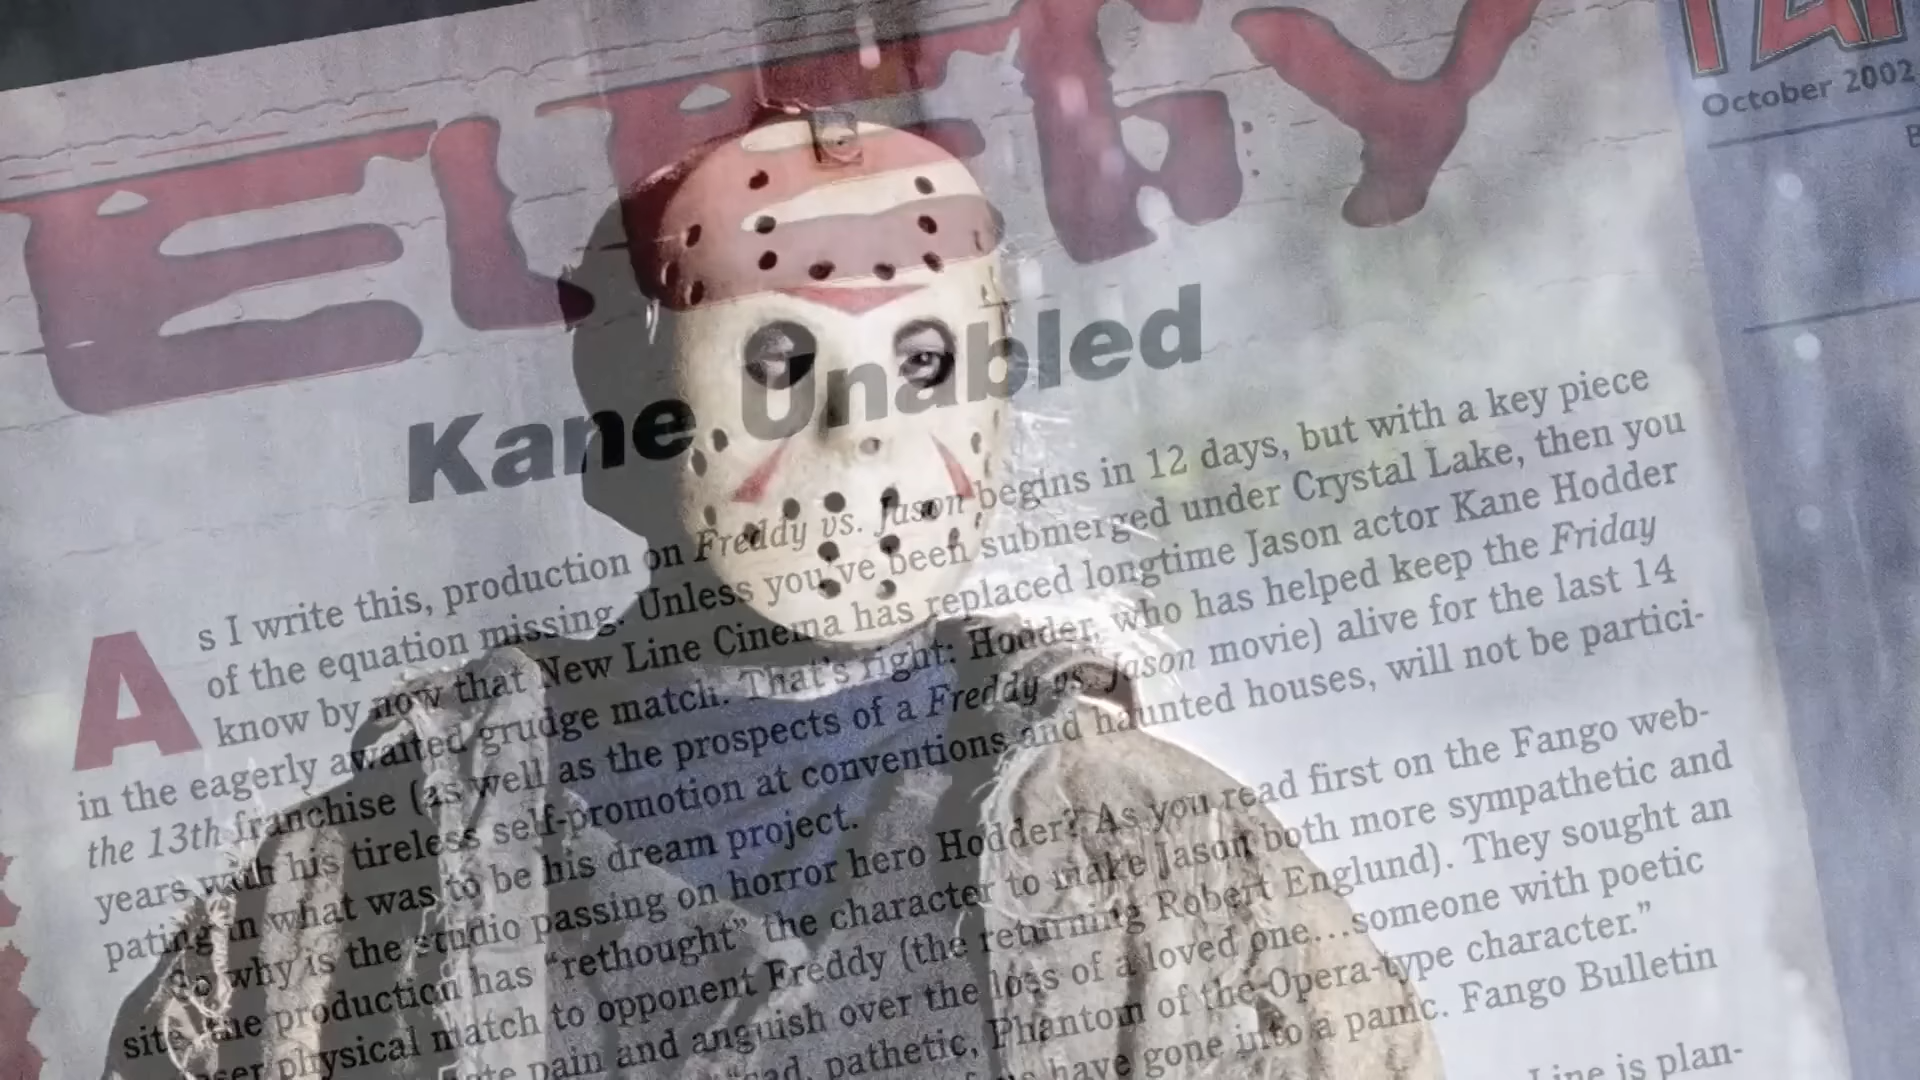 ELEGY
October 2002
Kane Unabled
As I write this, production on Freddy vs. Jason begins in 12 days, but with a key piece
of the equation missing. Unless you've been submerged under Crystal Lake, then you
know by now that New Line Cinema has replaced longtime Jason actor Kane Hodder
in the eagerly awaited grudge match. That's right: Hodder, who has helped keep the Friday
the 13th franchise (as well as the prospects of a Freddy vs. Jason movie) alive for the last 14
years with his tireless self-promotion at conventions and haunted houses, will not be partici-
pating in what was to be his dream project.
So why is the studio passing on horror hero Hodder? As you read first on the Fango web-
site, the production has “rethought” the character to make Jason both more sympathetic and
physical match to opponent Freddy (the returning Robert Englund). They sought an
pain and anguish over the loss of a loved one...someone with poetic
pathetic, Phantom of the Opera-type character.”
have gone into a panic. Fango Bulletin
Line is plan-